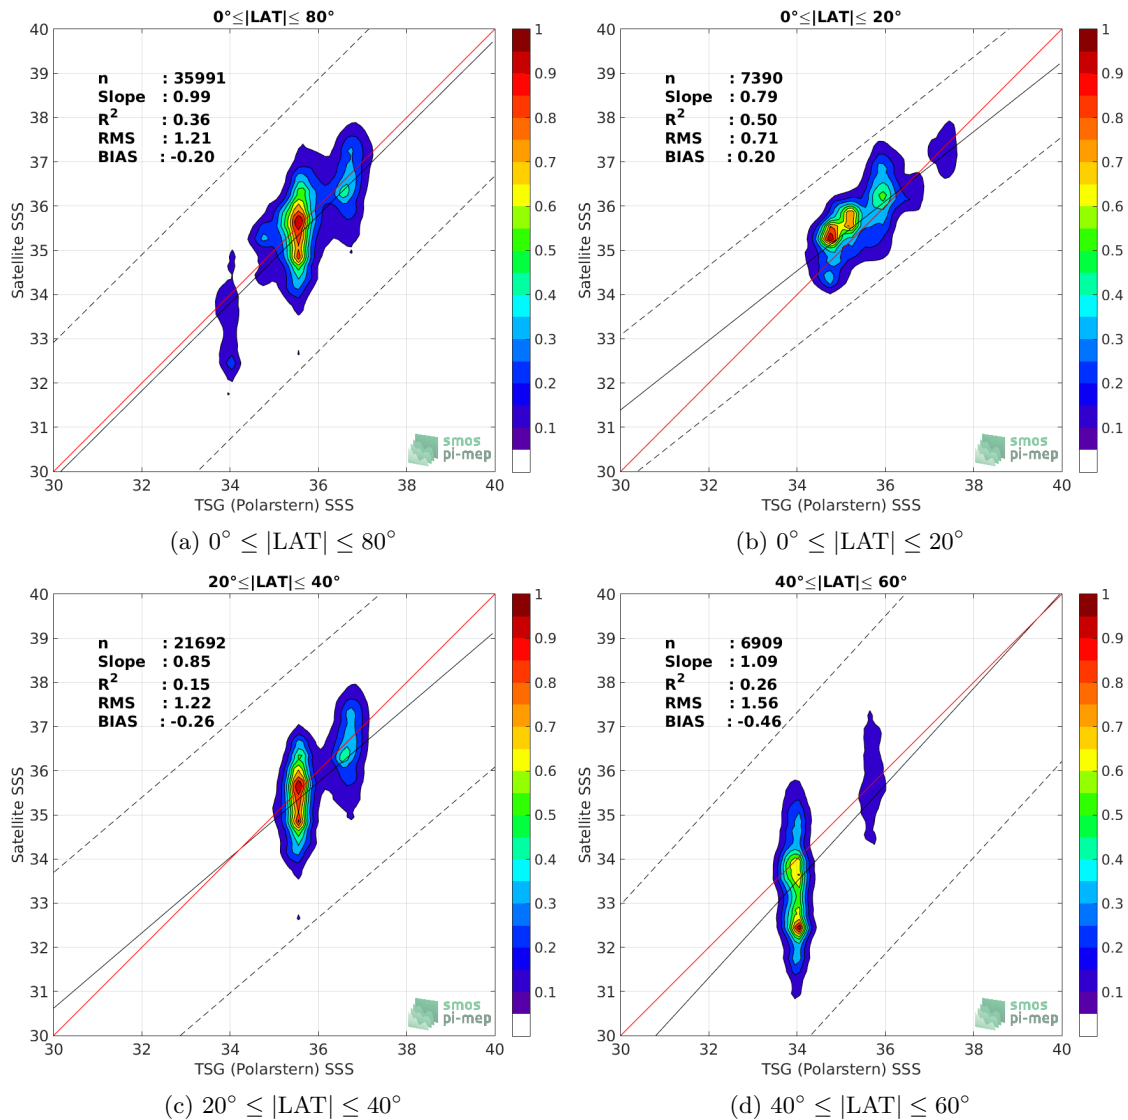 0°≤|LAT|≤ 80°
n : 35991
Slope : 0.99
R² : 0.36
RMS : 1.21
BIAS : -0.20
Satellite SSS
40
39
38
37
36
35
34
33
32
31
30
30 32 34 36 38 40
TSG (Polarstern) SSS
1
0.9
0.8
0.7
0.6
0.5
0.4
0.3
0.2
0.1
smos
pi-mep
(a) 0° ≤ |LAT| ≤ 80°
0°≤|LAT|≤ 20°
n : 7390
Slope : 0.79
R² : 0.50
RMS : 0.71
BIAS : 0.20
Satellite SSS
40
39
38
37
36
35
34
33
32
31
30
30 32 34 36 38 40
TSG (Polarstern) SSS
1
0.9
0.8
0.7
0.6
0.5
0.4
0.3
0.2
0.1
smos
pi-mep
(b) 0° ≤ |LAT| ≤ 20°
20°≤|LAT|≤ 40°
n : 21692
Slope : 0.85
R² : 0.15
RMS : 1.22
BIAS : -0.26
Satellite SSS
40
39
38
37
36
35
34
33
32
31
30
30 32 34 36 38 40
TSG (Polarstern) SSS
1
0.9
0.8
0.7
0.6
0.5
0.4
0.3
0.2
0.1
smos
pi-mep
(c) 20° ≤ |LAT| ≤ 40°
40°≤|LAT|≤ 60°
n : 6909
Slope : 1.09
R² : 0.26
RMS : 1.56
BIAS : -0.46
Satellite SSS
40
39
38
37
36
35
34
33
32
31
30
30 32 34 36 38 40
TSG (Polarstern) SSS
1
0.9
0.8
0.7
0.6
0.5
0.4
0.3
0.2
0.1
smos
pi-mep
(d) 40° ≤ |LAT| ≤ 60°